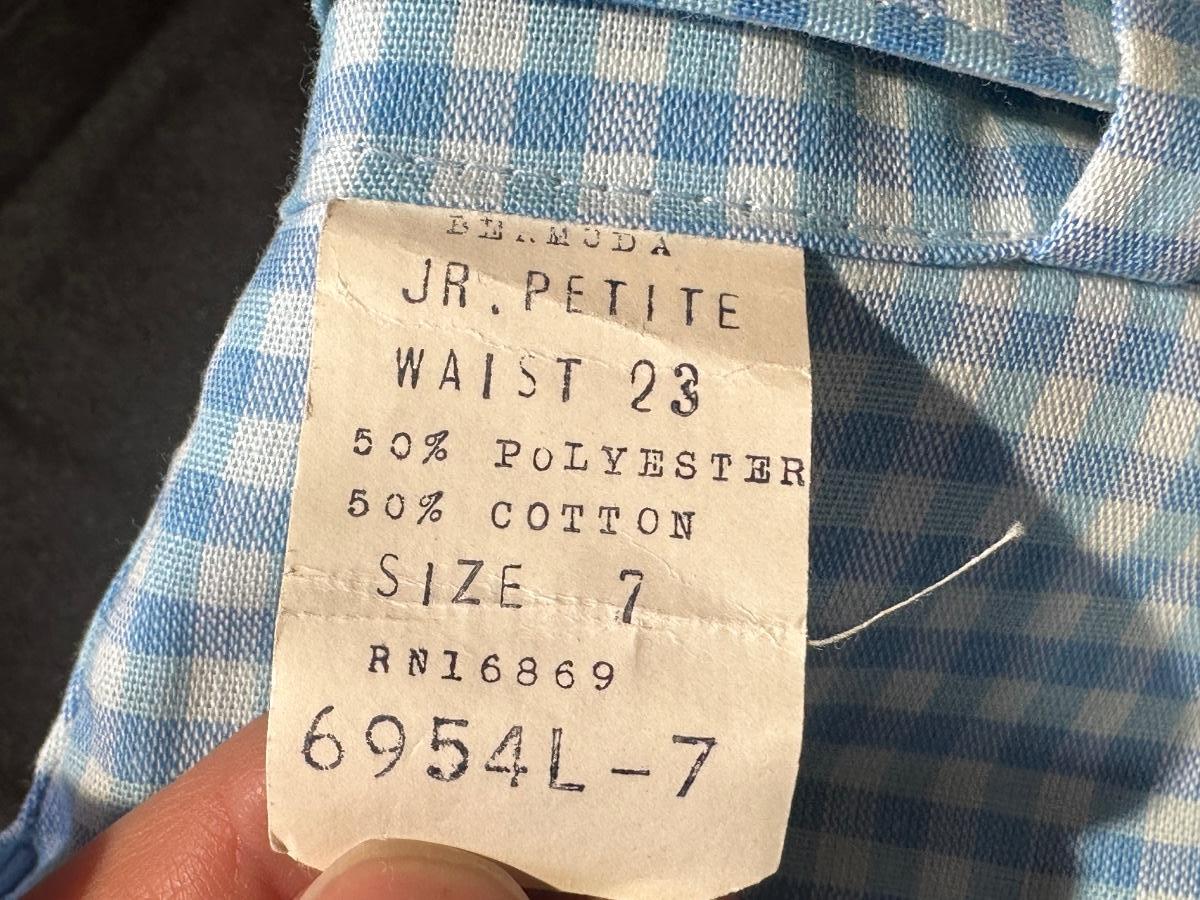 BERMUDA
JR. PETITE
WAIST 23
50% POLYESTER
50% COTTON
SIZE 7
RN16869
6954L-7